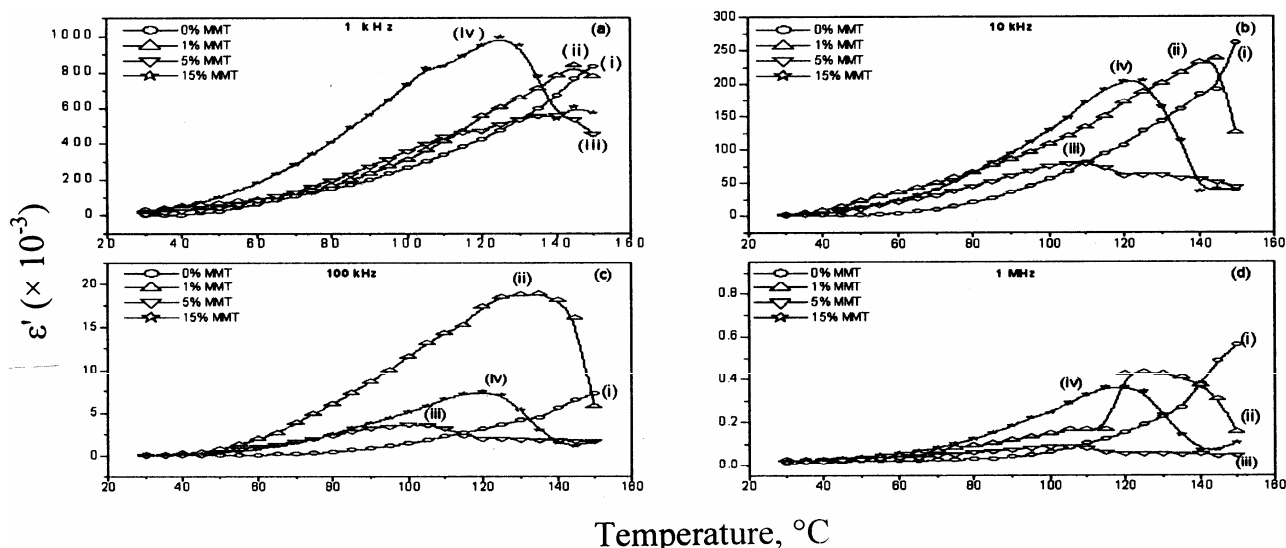 1 kHz
(a)
0% MMT
1% MMT
5% MMT
15% MMT
(iv)
(ii)
(i)
(iii)
1000
800
600
400
200
0
20
40
60
80
100
120
140
160
10 kHz
(b)
0% MMT
1% MMT
5% MMT
15% MMT
(iv)
(ii)
(i)
(iii)
300
250
200
150
100
50
0
20
40
60
80
100
120
140
160
ε' (× 10⁻³)
100 kHz
(c)
0% MMT
1% MMT
5% MMT
15% MMT
(ii)
(iv)
(iii)
(i)
20
15
10
5
0
20
40
60
80
100
120
140
160
1 MHz
(d)
0% MMT
1% MMT
5% MMT
15% MMT
(iv)
(i)
(ii)
(iii)
0.8
0.6
0.4
0.2
0.0
20
40
60
80
100
120
140
160
Temperature, °C